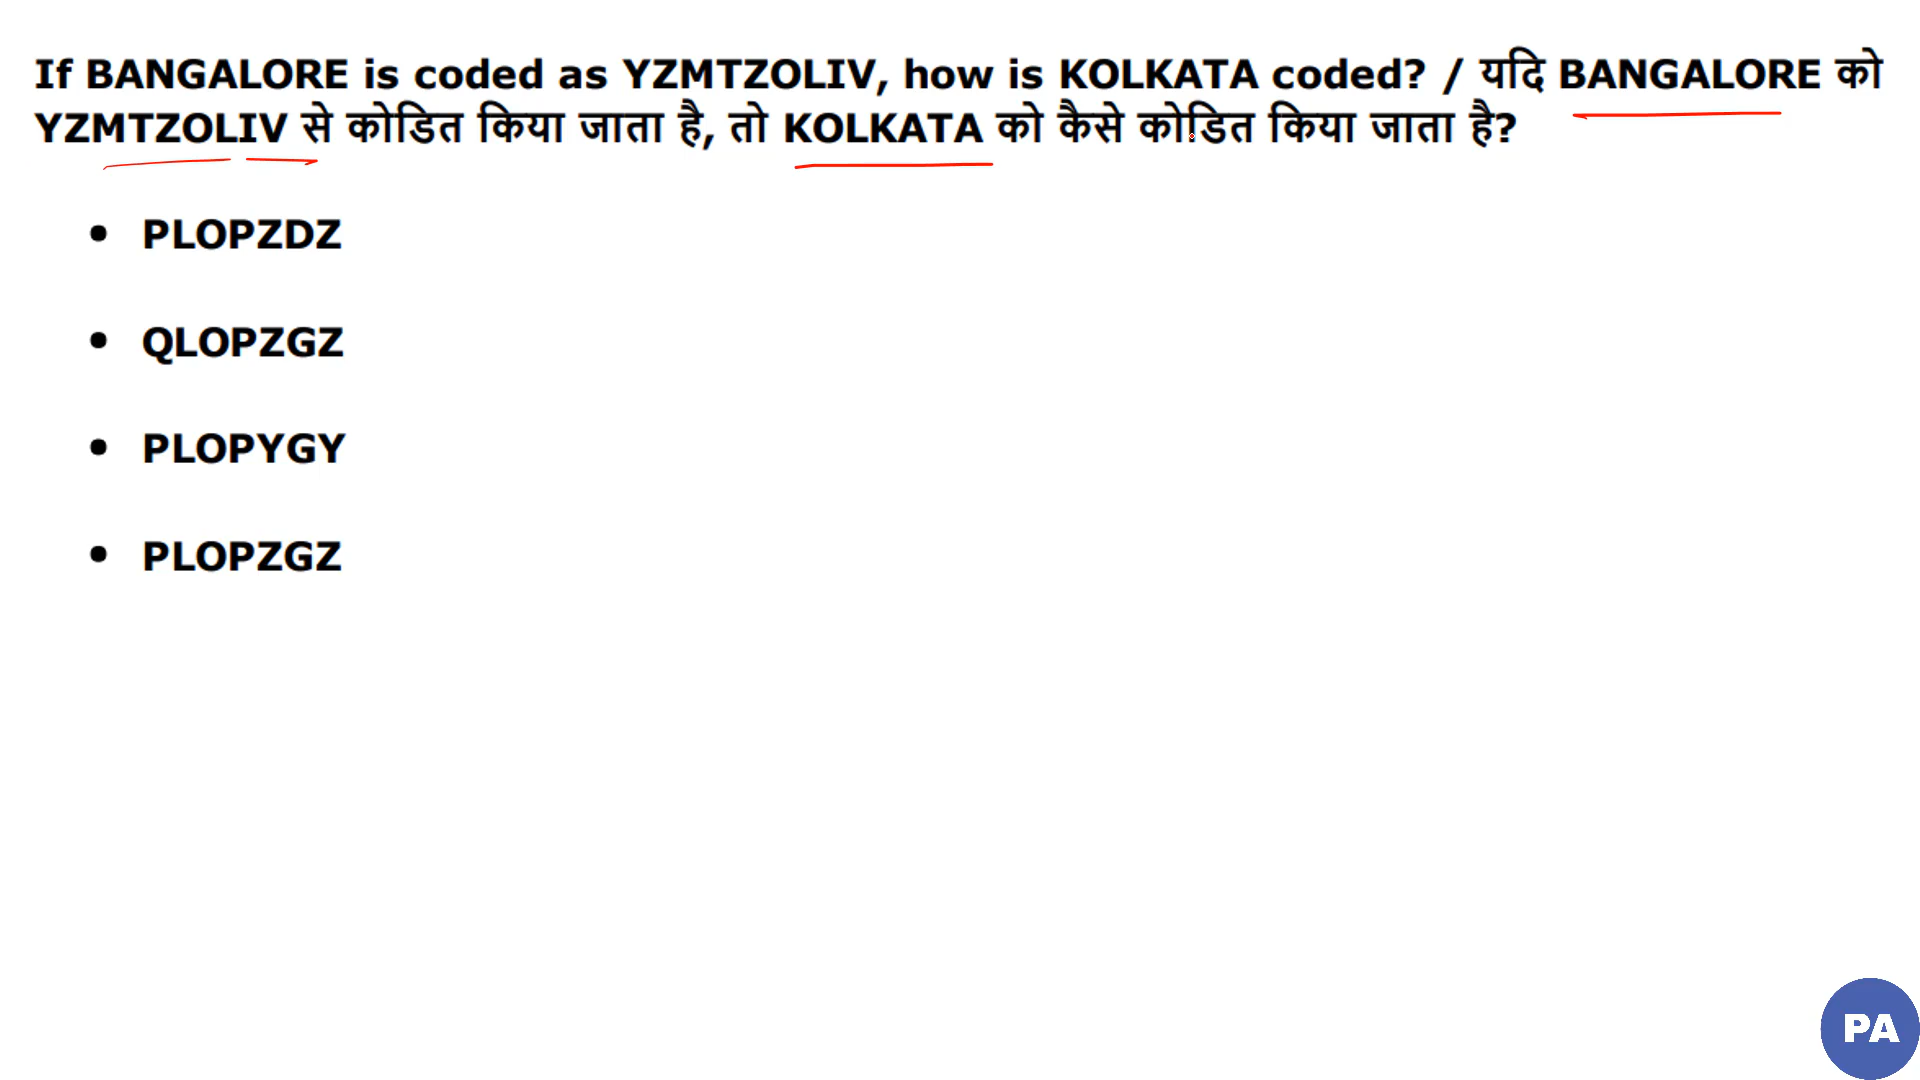 If BANGALORE is coded as YZMTZOLIV, how is KOLKATA coded? / यदि BANGALORE को
YZMTZOLIV से कोडित किया जाता है, तो KOLKATA को कैसे कोडित किया जाता है?
• PLOPZDZ
• QLOPZGZ
• PLOPYGY
• PLOPZGZ
PA